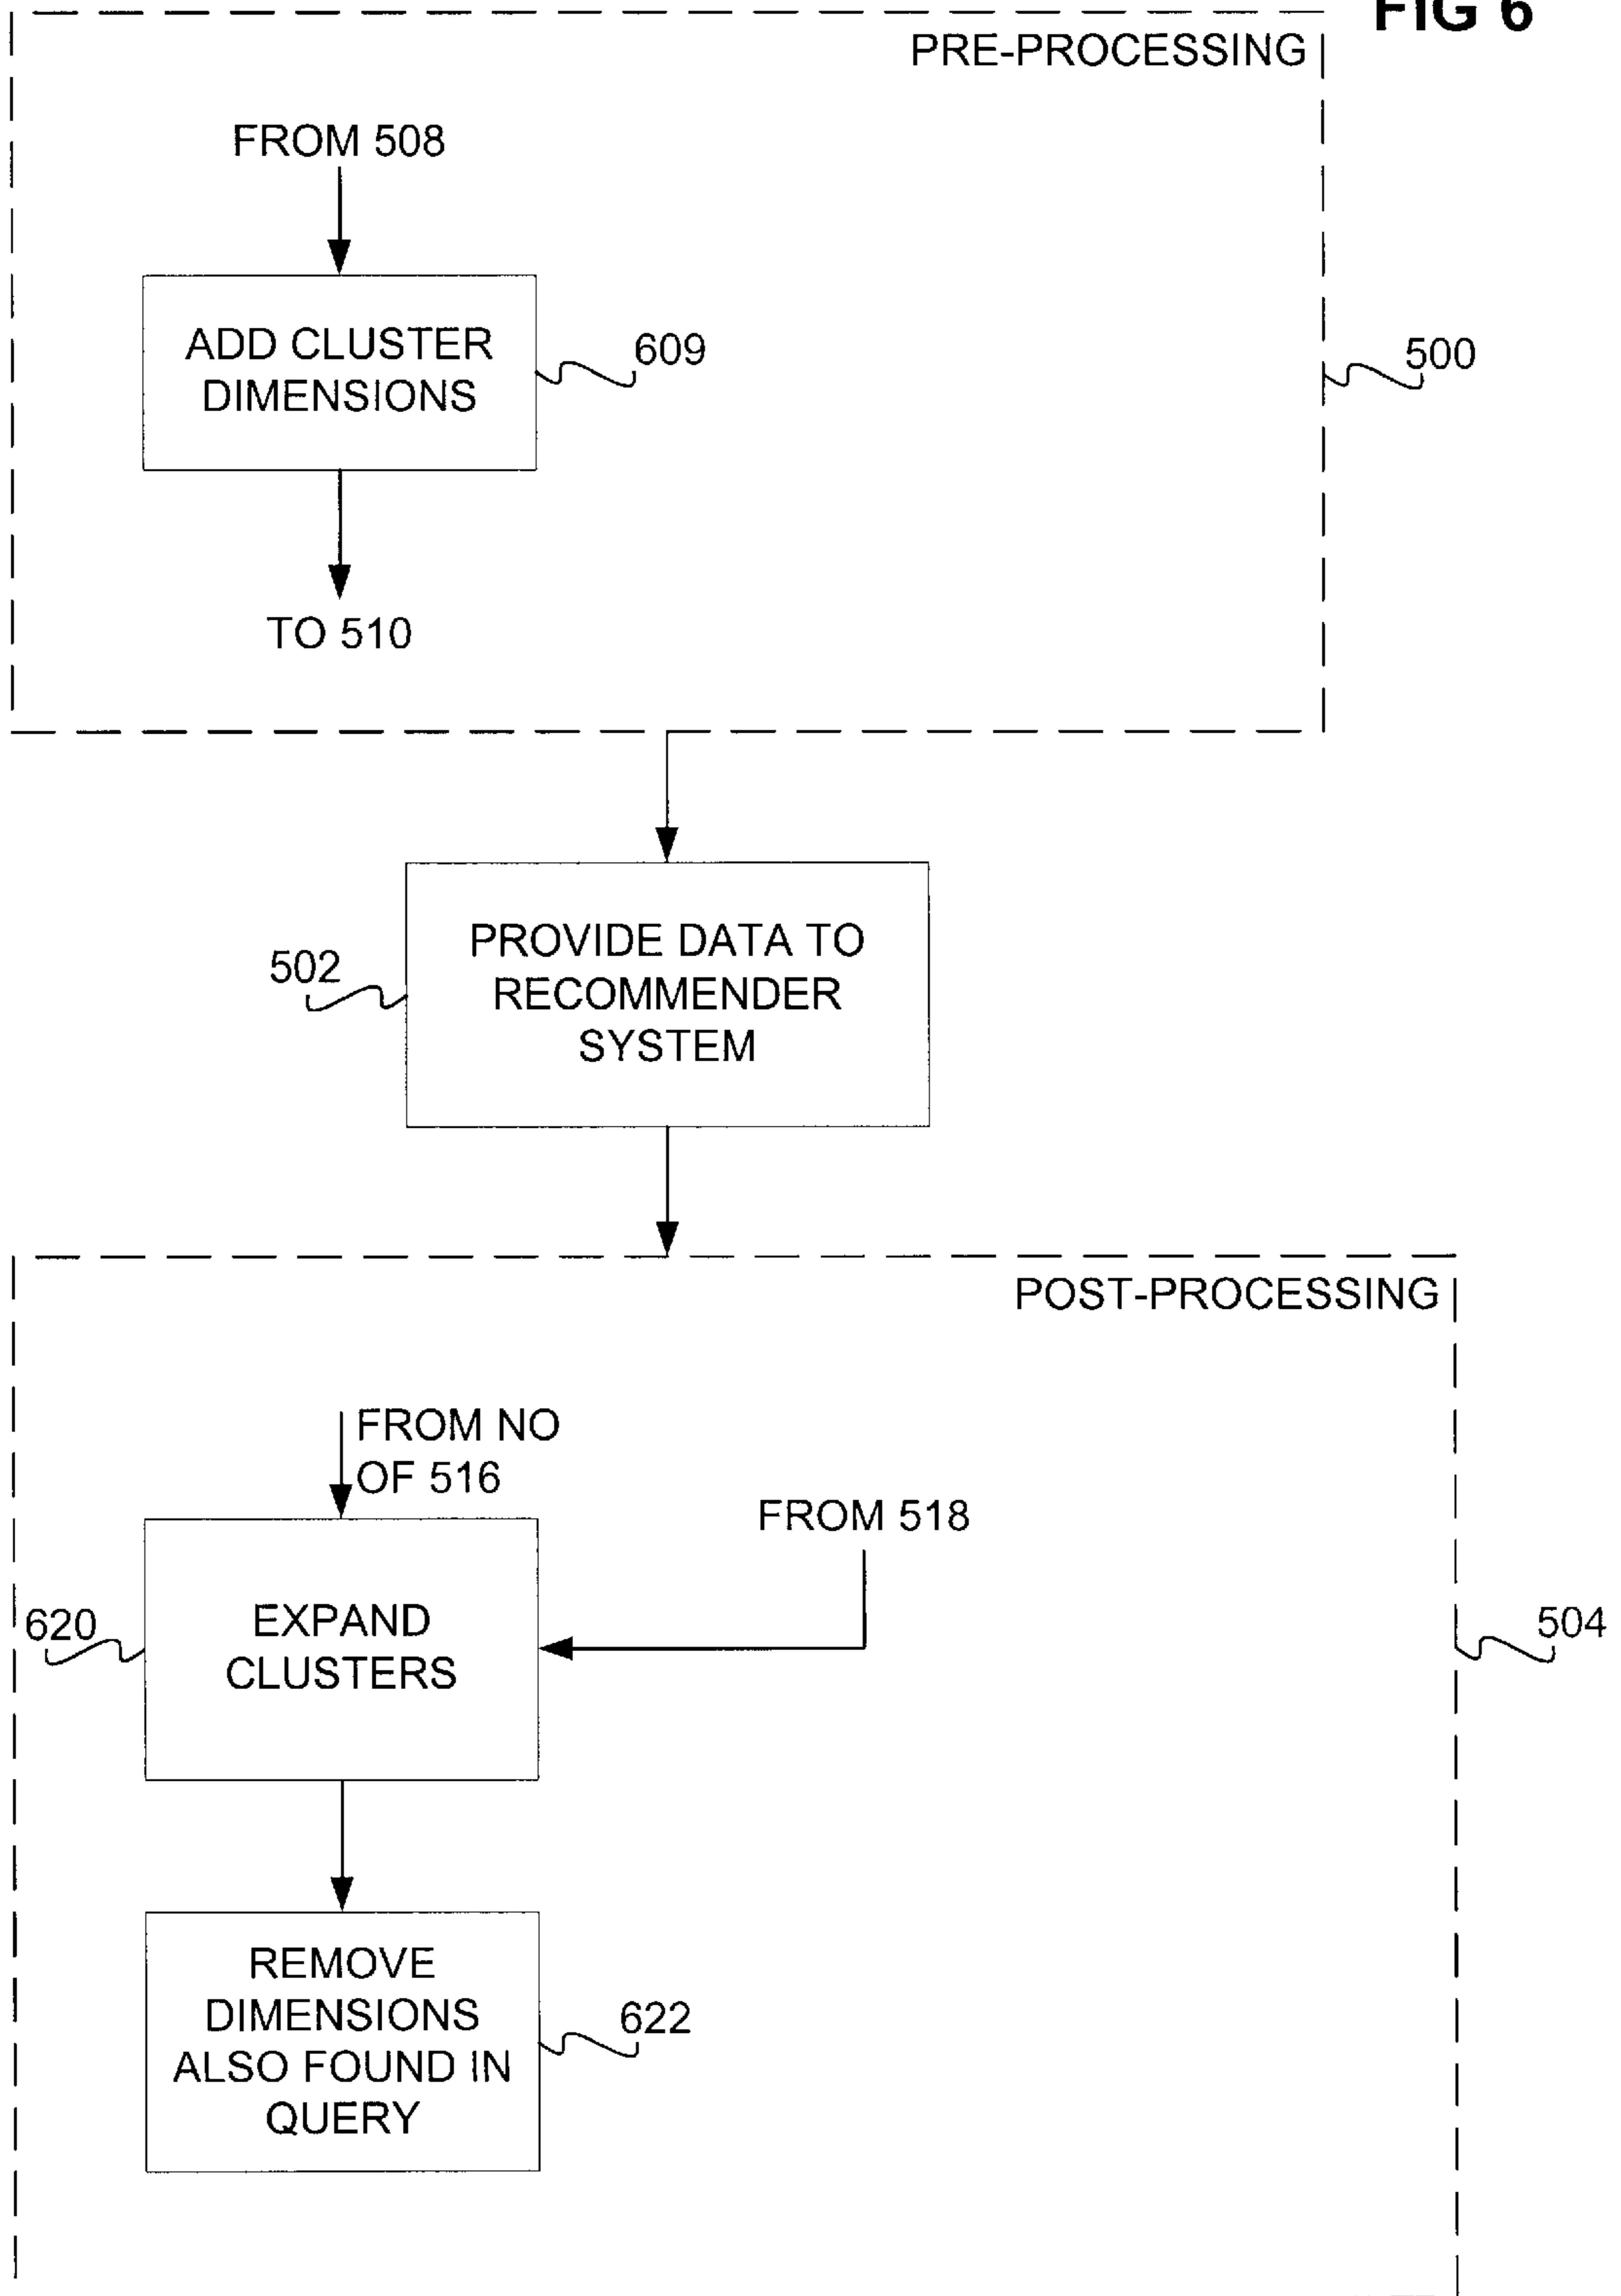 FIG 6
PRE-PROCESSING
FROM 508
ADD CLUSTER
DIMENSIONS
609
500
TO 510
PROVIDE DATA TO
RECOMMENDER
SYSTEM
502
POST-PROCESSING
FROM NO
OF 516
FROM 518
EXPAND
CLUSTERS
620
504
REMOVE
DIMENSIONS
ALSO FOUND IN
QUERY
622